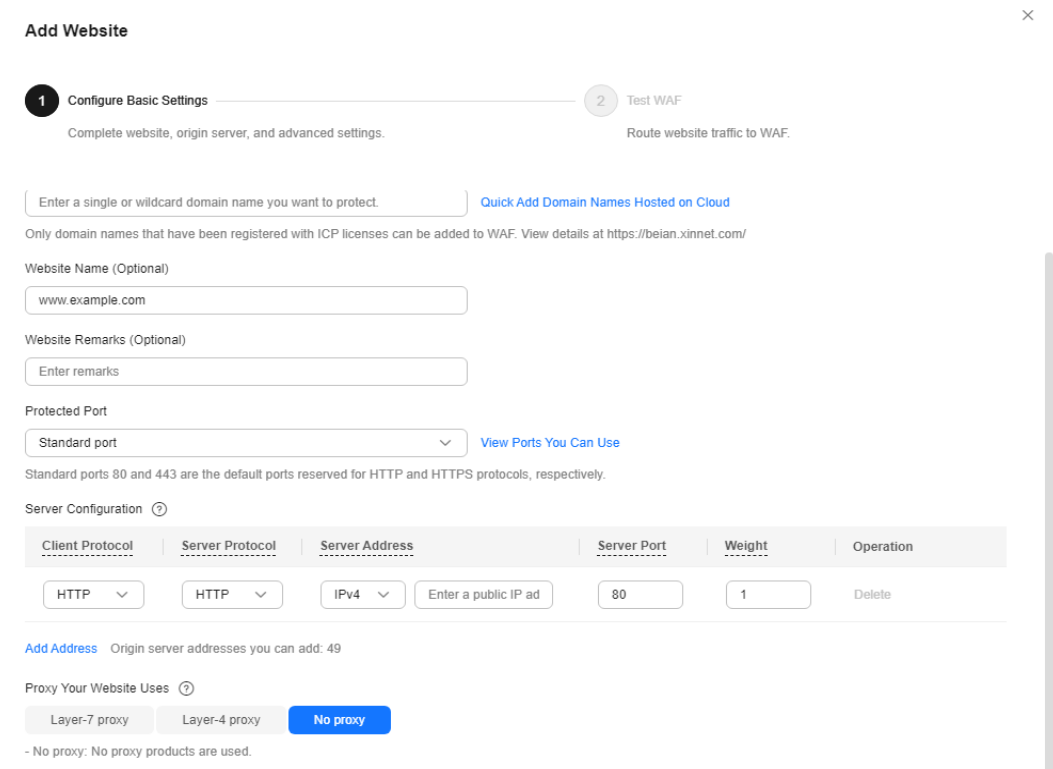 Add Website
1 Configure Basic Settings 2 Test WAF
Complete website, origin server, and advanced settings. Route website traffic to WAF.
Enter a single or wildcard domain name you want to protect. Quick Add Domain Names Hosted on Cloud
Only domain names that have been registered with ICP licenses can be added to WAF. View details at https://beian.xinnet.com/
Website Name (Optional)
www.example.com
Website Remarks (Optional)
Enter remarks
Protected Port
Standard port View Ports You Can Use
Standard ports 80 and 443 are the default ports reserved for HTTP and HTTPS protocols, respectively.
Server Configuration ?
Client Protocol Server Protocol Server Address Server Port Weight Operation
HTTP HTTP IPv4 Enter a public IP ad 80 1 Delete
Add Address Origin server addresses you can add: 49
Proxy Your Website Uses ?
Layer-7 proxy Layer-4 proxy No proxy
- No proxy: No proxy products are used.